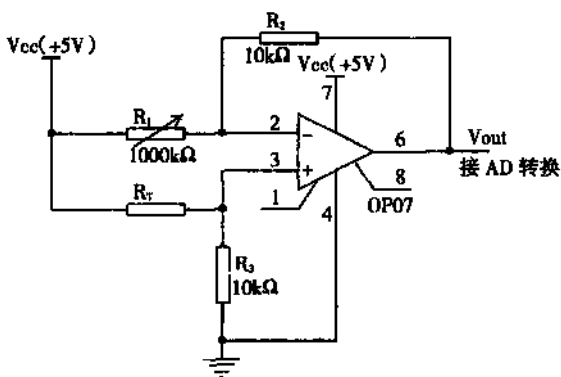 R₂
10kΩ
Vcc(+5V)
Vcc(+5V)
7
R₁
1000kΩ
2
-
3
+
6
Vout
接 AD 转换
8
OP07
1
4
R_T
R₃
10kΩ